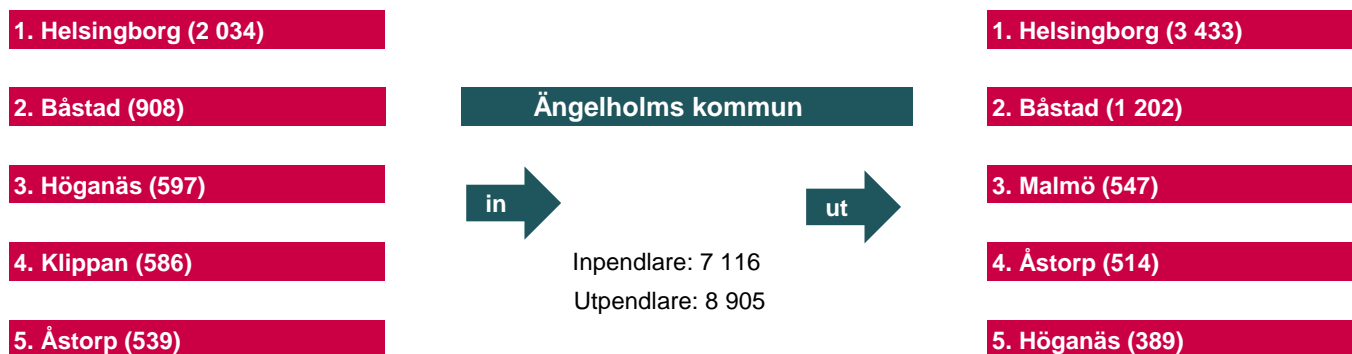 1. Helsingborg (2 034)
2. Båstad (908)
3. Höganäs (597)
4. Klippan (586)
5. Åstorp (539)
Ängelholms kommun
in
ut
Inpendlare: 7 116
Utpendlare: 8 905
1. Helsingborg (3 433)
2. Båstad (1 202)
3. Malmö (547)
4. Åstorp (514)
5. Höganäs (389)